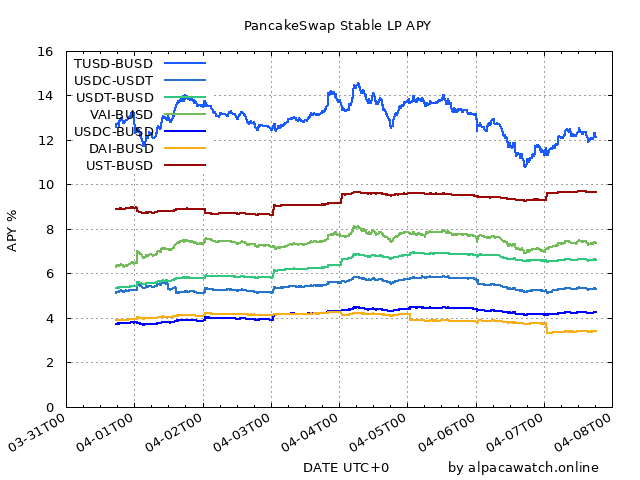 PancakeSwap Stable LP APY
16
14
12
10
8
6
4
2
0
APY %
TUSD-BUSD
USDC-USDT
USDT-BUSD
VAI-BUSD
USDC-BUSD
DAI-BUSD
UST-BUSD
03-31T00
04-01T00
04-02T00
04-03T00
04-04T00
04-05T00
04-06T00
04-07T00
04-08T00
DATE UTC+0
by alpacawatch.online